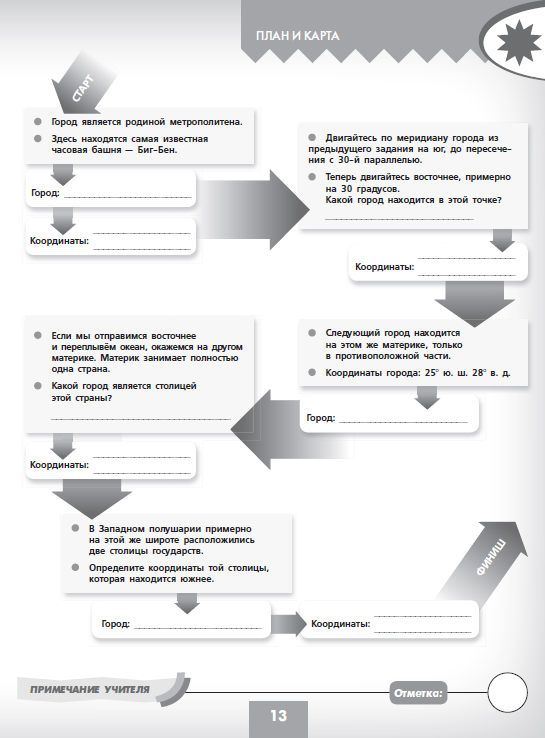 ПЛАН И КАРТА
СТАРТ
Город является родиной метрополитена.
Здесь находятся самая известная
часовая башня — Биг-Бен.
Город:
Координаты:
Двигайтесь по меридиану города из
предыдущего задания на юг, до пересече-
ния с 30-й параллелью.
Теперь двигайтесь восточнее, примерно
на 30 градусов.
Какой город находится в этой точке?
Координаты:
Следующий город находится
на этом же материке, только
в противоположной части.
Координаты города: 25° ю. ш. 28° в. д.
Город:
Если мы отправимся восточнее
и переплывём океан, окажемся на другом
материке. Материк занимает полностью
одна страна.
Какой город является столицей
этой страны?
Координаты:
В Западном полушарии примерно
на этой же широте расположились
две столицы государств.
Определите координаты той столицы,
которая находится южнее.
Город:
Координаты:
ФИНИШ
ПРИМЕЧАНИЕ УЧИТЕЛЯ
Отметка:
13